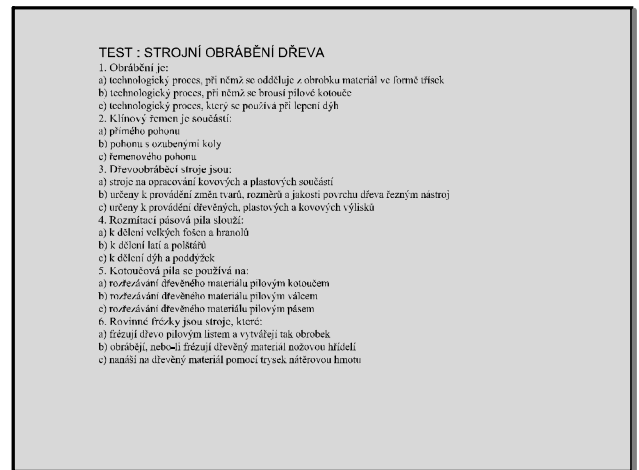 TEST : STROJNÍ OBRÁBĚNÍ DŘEVA
1. Obrábění je:
a) technologický proces, při němž se odděluje z obrobku materiál ve formě třísek
b) technologický proces, při němž se brousí pilové kotouče
c) technologický proces, který se používá při lepení dýh
2. Klínový řemen je součástí:
a) přímého pohonu
b) pohonu s ozubenými koly
c) řemenového pohonu
3. Dřevoobráběcí stroje jsou:
a) stroje na opracování kovových a plastových součástí
b) určeny k provádění změn tvarů, rozměrů a jakosti povrchu dřeva řezným nástroj
c) určeny k provádění dřevěných, plastových a kovových výlisků
4. Rozmítací pásová pila slouží:
a) k dělení velkých fošen a hranolů
b) k dělení latí a polštářů
c) k dělení dýh a poddýžek
5. Kotoučová pila se používá na:
a) rozřezávání dřevěného materiálu pilovým kotoučem
b) rozřezávání dřevěného materiálu pilovým válcem
c) rozřezávání dřevěného materiálu pilovým pásem
6. Rovinné frézky jsou stroje, které:
a) frézují dřevo pilovým listem a vytvářejí tak obrobek
b) obrábějí, nebo-li frézují dřevěný materiál nožovou hřídelí
c) nanáší na dřevěný materiál pomocí trysek nátěrovou hmotu